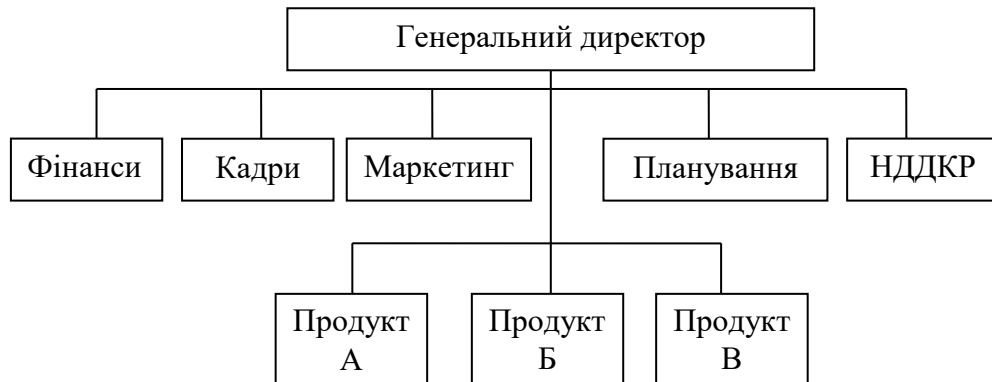 Генеральний директор
Фінанси
Кадри
Маркетинг
Планування
НДДКР
Продукт
А
Продукт
Б
Продукт
В